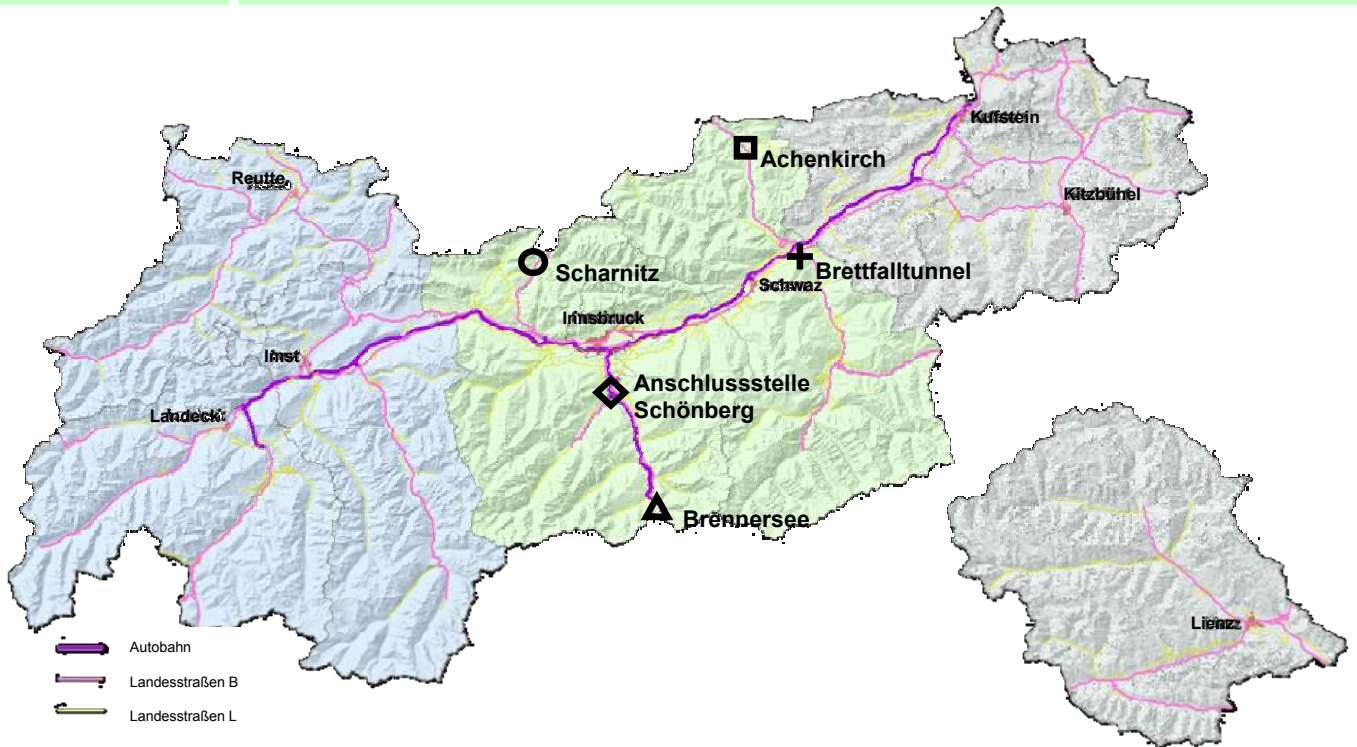 Kufstein
Achenkirch
Reutte
Kitzbühel
Scharnitz
Brettfalltunnel
Schwaz
Innsbruck
Imst
Anschlussstelle
Schönberg
Landeck
Brennersee
Lienz
Autobahn
Landesstraßen B
Landesstraßen L